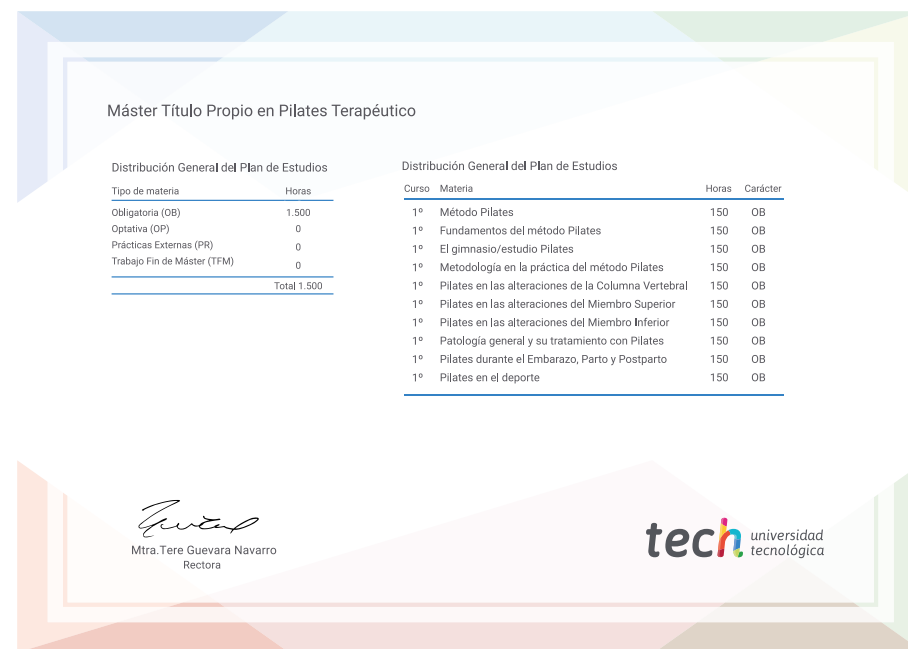 Máster Título Propio en Pilates Terapéutico
Distribución General del Plan de Estudios
Tipo de materia Horas
Obligatoria (OB) 1.500
Optativa (OP) 0
Prácticas Externas (PR) 0
Trabajo Fin de Máster (TFM) 0
Total 1.500
Distribución General del Plan de Estudios
Curso Materia Horas Carácter
1º Método Pilates 150 OB
1º Fundamentos del método Pilates 150 OB
1º El gimnasio/estudio Pilates 150 OB
1º Metodología en la práctica del método Pilates 150 OB
1º Pilates en las alteraciones de la Columna Vertebral 150 OB
1º Pilates en las alteraciones del Miembro Superior 150 OB
1º Pilates en las alteraciones del Miembro Inferior 150 OB
1º Patología general y su tratamiento con Pilates 150 OB
1º Pilates durante el Embarazo, Parto y Postparto 150 OB
1º Pilates en el deporte 150 OB
Mtra.Tere Guevara Navarro
Rectora
tech universidad
tecnológica